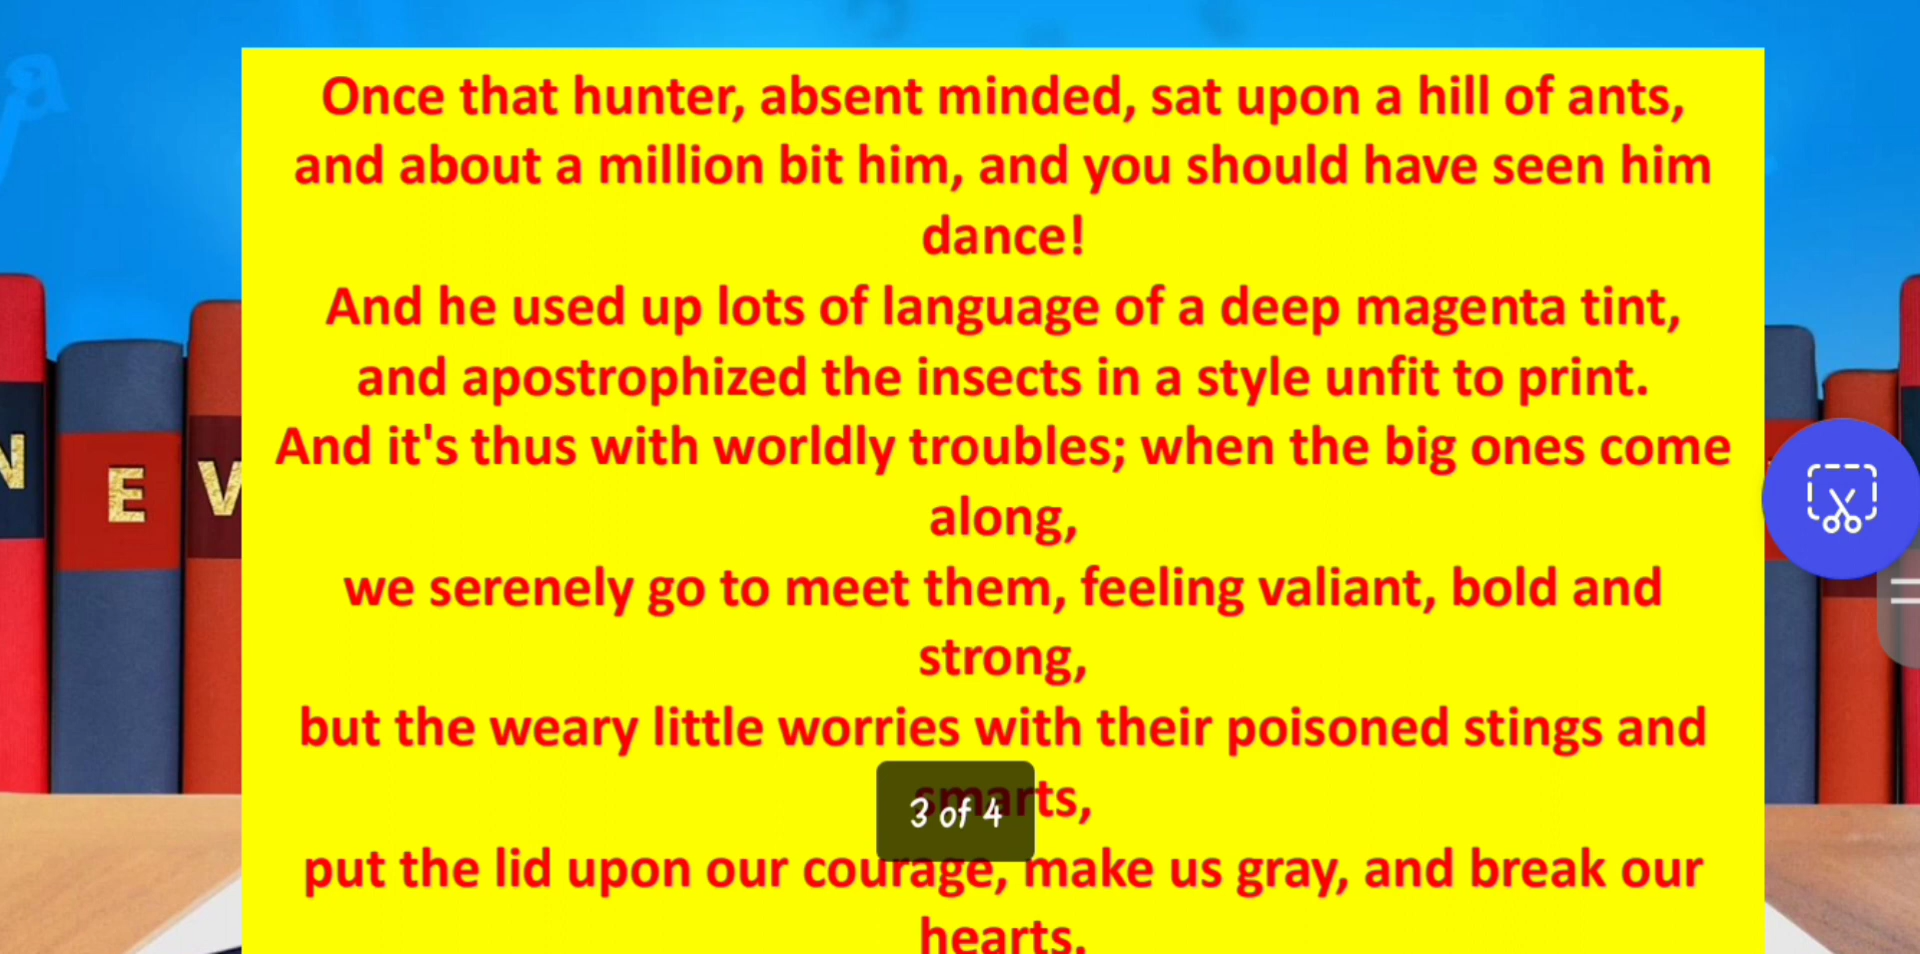 Once that hunter, absent minded, sat upon a hill of ants,
and about a million bit him, and you should have seen him
dance!
And he used up lots of language of a deep magenta tint,
and apostrophized the insects in a style unfit to print.
And it's thus with worldly troubles; when the big ones come
along,
we serenely go to meet them, feeling valiant, bold and
strong,
but the weary little worries with their poisoned stings and
smarts,
3 of 4
put the lid upon our courage, make us gray, and break our
hearts.
N
E
V
a